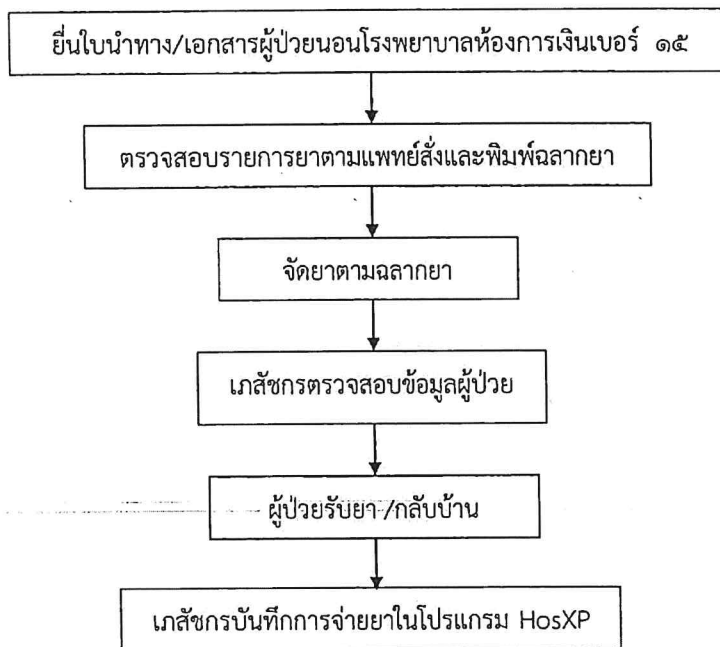 ยื่นใบนำทาง/เอกสารผู้ป่วยนอนโรงพยาบาลห้องการเงินเบอร์ ๑๕
ตรวจสอบรายการยาตามแพทย์สั่งและพิมพ์ฉลากยา
จัดยาตามฉลากยา
เภสัชกรตรวจสอบข้อมูลผู้ป่วย
ผู้ป่วยรับยา /กลับบ้าน
เภสัชกรบันทึกการจ่ายยาในโปรแกรม HosXP